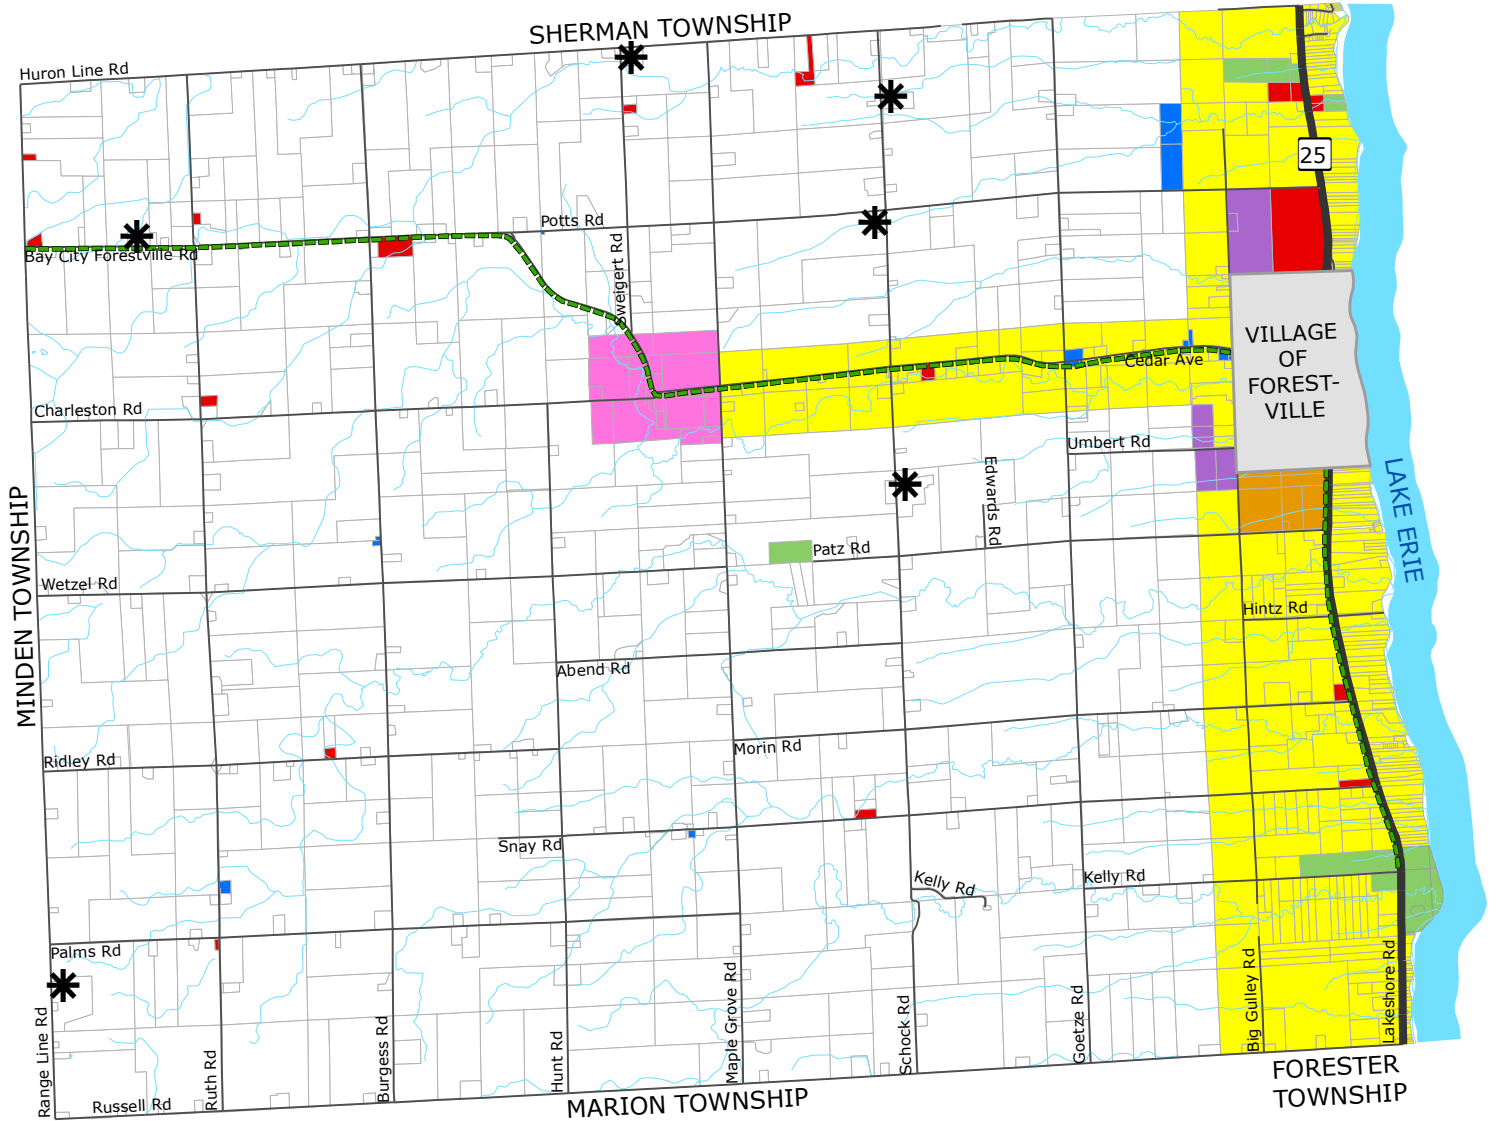 SHERMAN TOWNSHIP
Huron Line Rd
25
Potts Rd
Bay City Forestville Rd
Sweigert Rd
VILLAGE
OF
FOREST-
VILLE
Cedar Ave
Charleston Rd
Umbert Rd
Edwards Rd
LAKE ERIE
MINDEN TOWNSHIP
Patz Rd
Wetzel Rd
Hintz Rd
Abend Rd
Morin Rd
Ridley Rd
Snay Rd
Kelly Rd
Kelly Rd
Palms Rd
Range Line Rd
Ruth Rd
Burgess Rd
Hunt Rd
Maple Grove Rd
Schock Rd
Goetze Rd
Big Gulley Rd
Lakeshore Rd
Russell Rd
MARION TOWNSHIP
FORESTER
TOWNSHIP